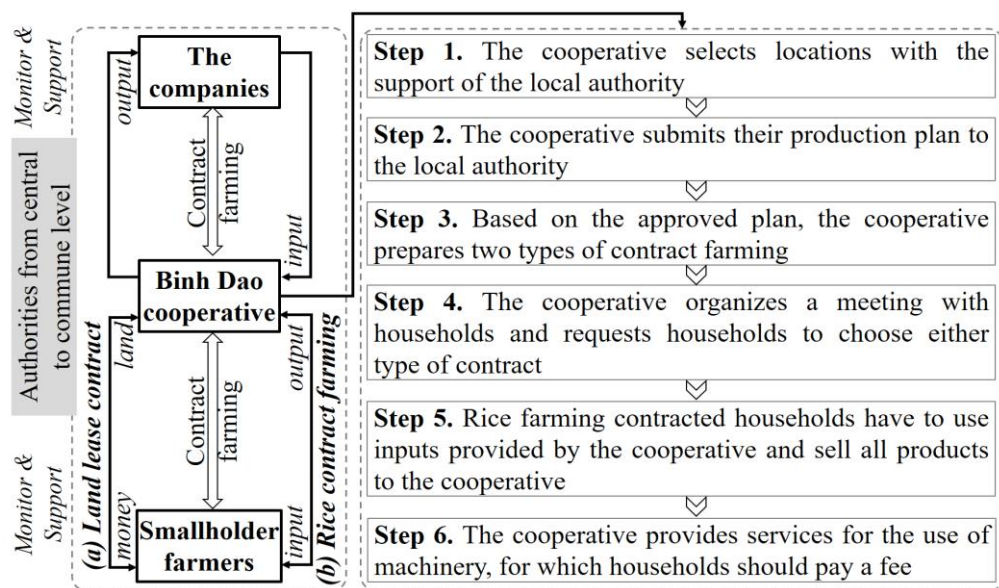 Monitor &
Support
Authorities from central
to commune level
Monitor &
Support
The
companies
output
Contract
farming
input
Binh Dao
cooperative
(a) Land lease contract
land
money
Contract
farming
output
input
(b) Rice contract farming
Smallholder
farmers
Step 1. The cooperative selects locations with the
support of the local authority
Step 2. The cooperative submits their production plan to
the local authority
Step 3. Based on the approved plan, the cooperative
prepares two types of contract farming
Step 4. The cooperative organizes a meeting with
households and requests households to choose either
type of contract
Step 5. Rice farming contracted households have to use
inputs provided by the cooperative and sell all products
to the cooperative
Step 6. The cooperative provides services for the use of
machinery, for which households should pay a fee